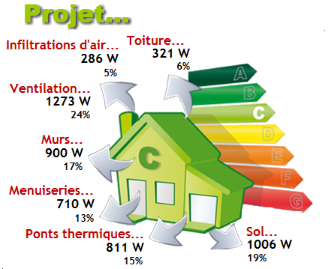 Projet...
Infiltrations d'air...
286 W
5%
Toiture...
321 W
6%
Ventilation...
1273 W
24%
Murs...
900 W
17%
Menuiseries...
710 W
13%
Ponts thermiques...
811 W
15%
Sol...
1006 W
19%
C
A
B
C
D
E
F
G